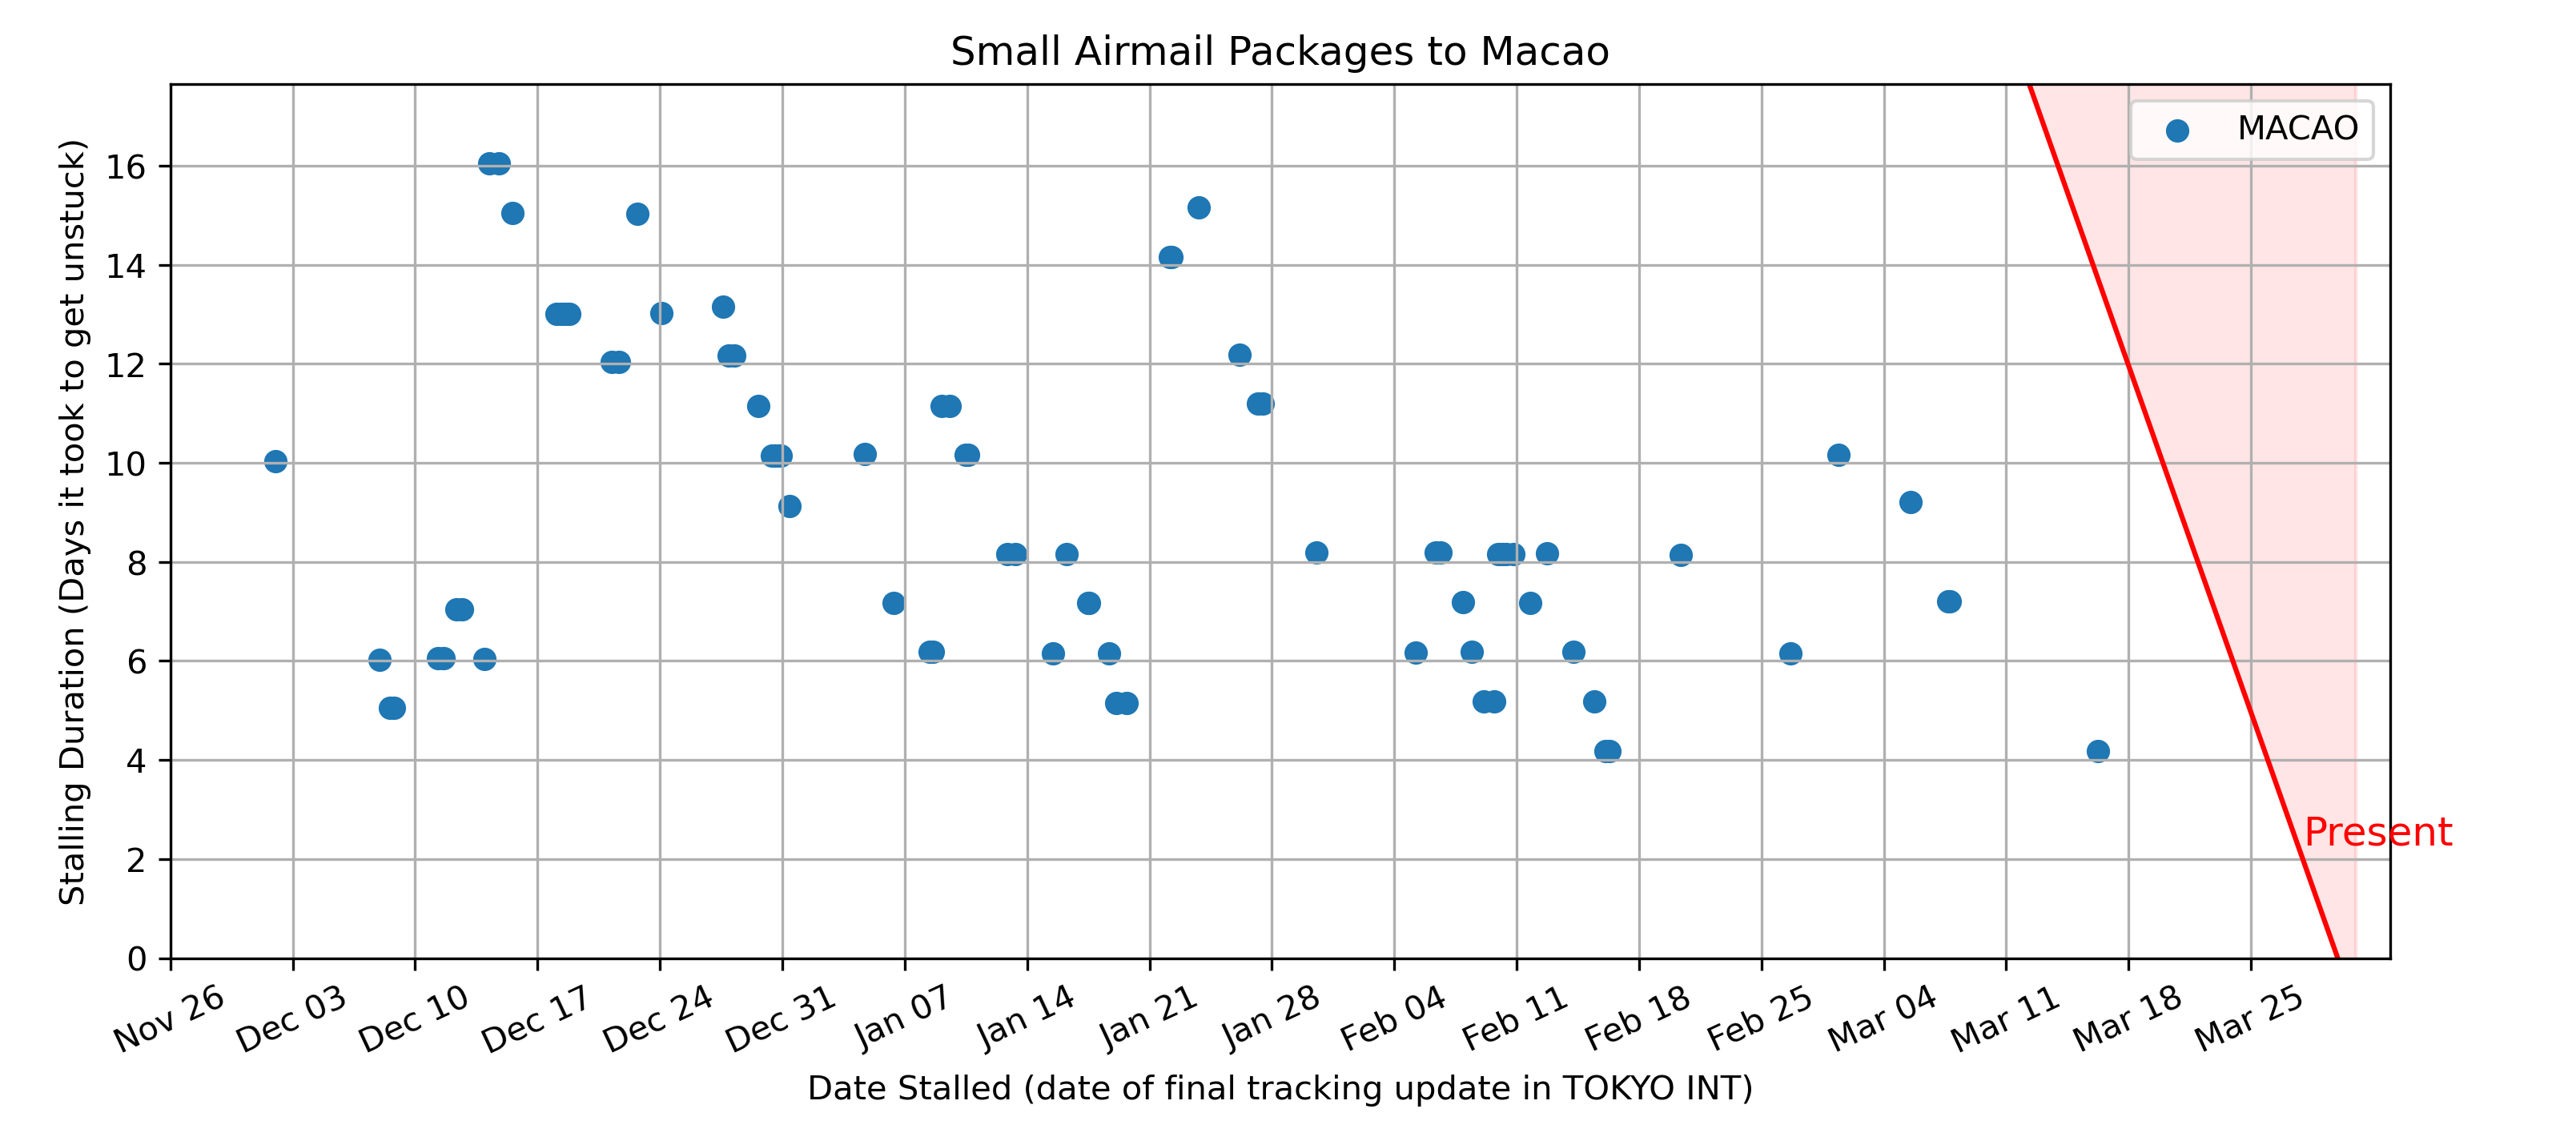 Small Airmail Packages to Macao
MACAO
Stalling Duration (Days it took to get unstuck)
16
14
12
10
8
6
4
2
0
Present
Nov 26
Dec 03
Dec 10
Dec 17
Dec 24
Dec 31
Jan 07
Jan 14
Jan 21
Jan 28
Feb 04
Feb 11
Feb 18
Feb 25
Mar 04
Mar 11
Mar 18
Mar 25
Date Stalled (date of final tracking update in TOKYO INT)